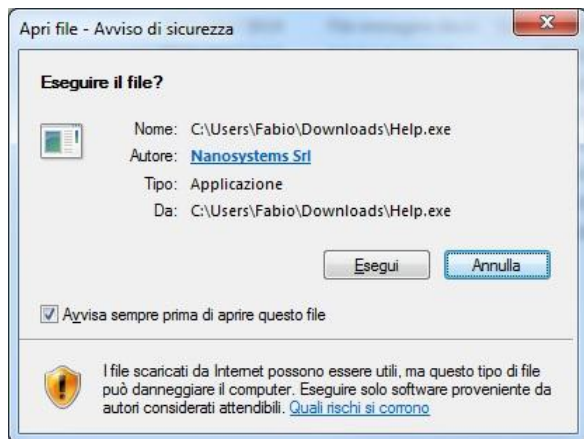 Apri file - Avviso di sicurezza
Eseguire il file?
Nome: C:\Users\Fabio\Downloads\Help.exe
Autore: Nanosystems Srl
Tipo: Applicazione
Da: C:\Users\Fabio\Downloads\Help.exe
Esegui Annulla
Avvisa sempre prima di aprire questo file
I file scaricati da Internet possono essere utili, ma questo tipo di file
può danneggiare il computer. Eseguire solo software proveniente da
autori considerati attendibili. Quali rischi si corrono